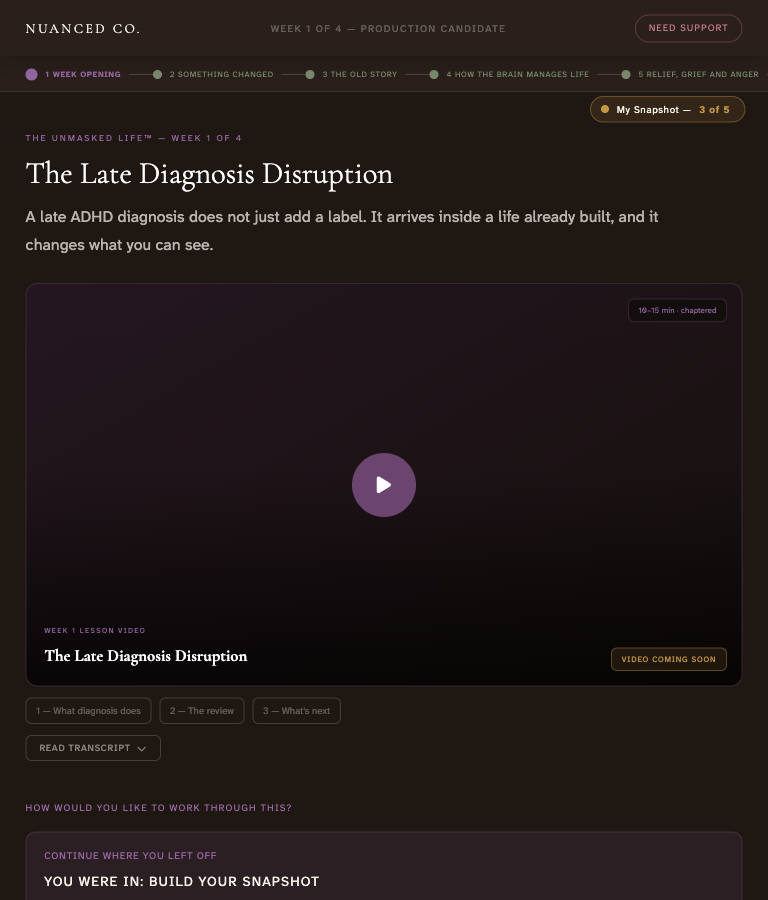 NUANCED CO.
WEEK 1 OF 4 — PRODUCTION CANDIDATE
NEED SUPPORT
1 WEEK OPENING
2 SOMETHING CHANGED
3 THE OLD STORY
4 HOW THE BRAIN MANAGES LIFE
5 RELIEF, GRIEF AND ANGER
My Snapshot — 3 of 5
THE UNMASKED LIFE™ — WEEK 1 OF 4
The Late Diagnosis Disruption
A late ADHD diagnosis does not just add a label. It arrives inside a life already built, and it
changes what you can see.
10–15 min · chaptered
WEEK 1 LESSON VIDEO
The Late Diagnosis Disruption
VIDEO COMING SOON
1 — What diagnosis does
2 — The review
3 — What's next
READ TRANSCRIPT
HOW WOULD YOU LIKE TO WORK THROUGH THIS?
CONTINUE WHERE YOU LEFT OFF
YOU WERE IN: BUILD YOUR SNAPSHOT